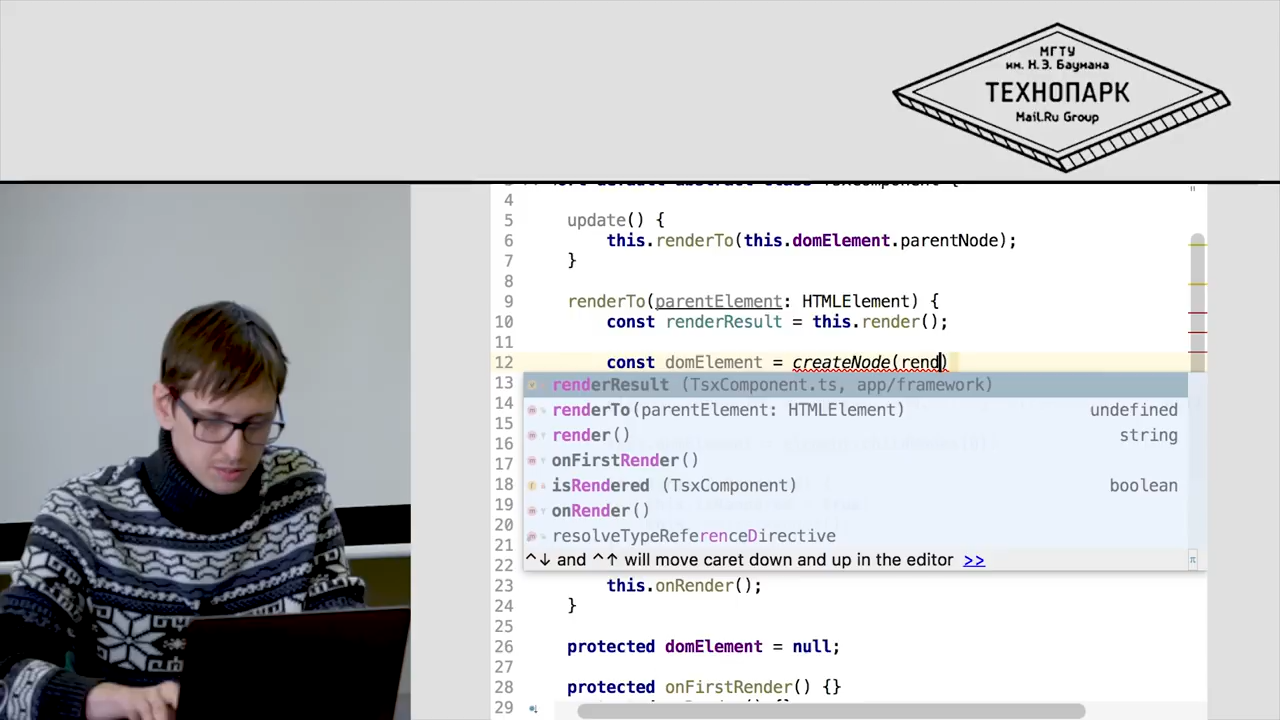 МГТУ
им. Н.Э. Баумана
ТЕХНОПАРК
Mail.Ru Group
4
5 update() {
6 this.renderTo(this.domElement.parentNode);
7 }
8
9 renderTo(parentElement: HTMLElement) {
10 const renderResult = this.render();
11
12 const domElement = createNode(rend)
13 renderResult (TsxComponent.ts, app/framework)
14 renderTo(parentElement: HTMLElement) undefined
15 render() string
16
17 onFirstRender()
18 isRendered (TsxComponent) boolean
19 onRender()
20
21 resolveTypeReferenceDirective
22 ^↓ and ^↑ will move caret down and up in the editor >>
23 this.onRender();
24 }
25
26 protected domElement = null;
27
28 protected onFirstRender() {}
29